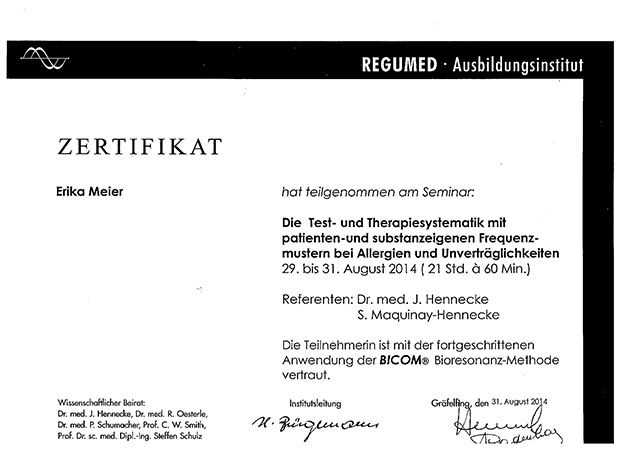 REGUMED · Ausbildungsinstitut
ZERTIFIKAT
Erika Meier
hat teilgenommen am Seminar:
Die Test- und Therapiesystematik mit
patienten-und substanzeigenen Frequenz-
mustern bei Allergien und Unverträglichkeiten
29. bis 31. August 2014 ( 21 Std. à 60 Min.)
Referenten: Dr. med. J. Hennecke
S. Maquinay-Hennecke
Die Teilnehmerin ist mit der fortgeschrittenen
Anwendung der BICOM® Bioresonanz-Methode
vertraut.
Wissenschaftlicher Beirat:
Dr. med. J. Hennecke, Dr. med. R. Oesterle,
Dr. med. P. Schumacher, Prof. C. W. Smith,
Prof. Dr. sc. med. Dipl.-Ing. Steffen Schulz
Institutsleitung
Gräfelfing, den 31. August 2014